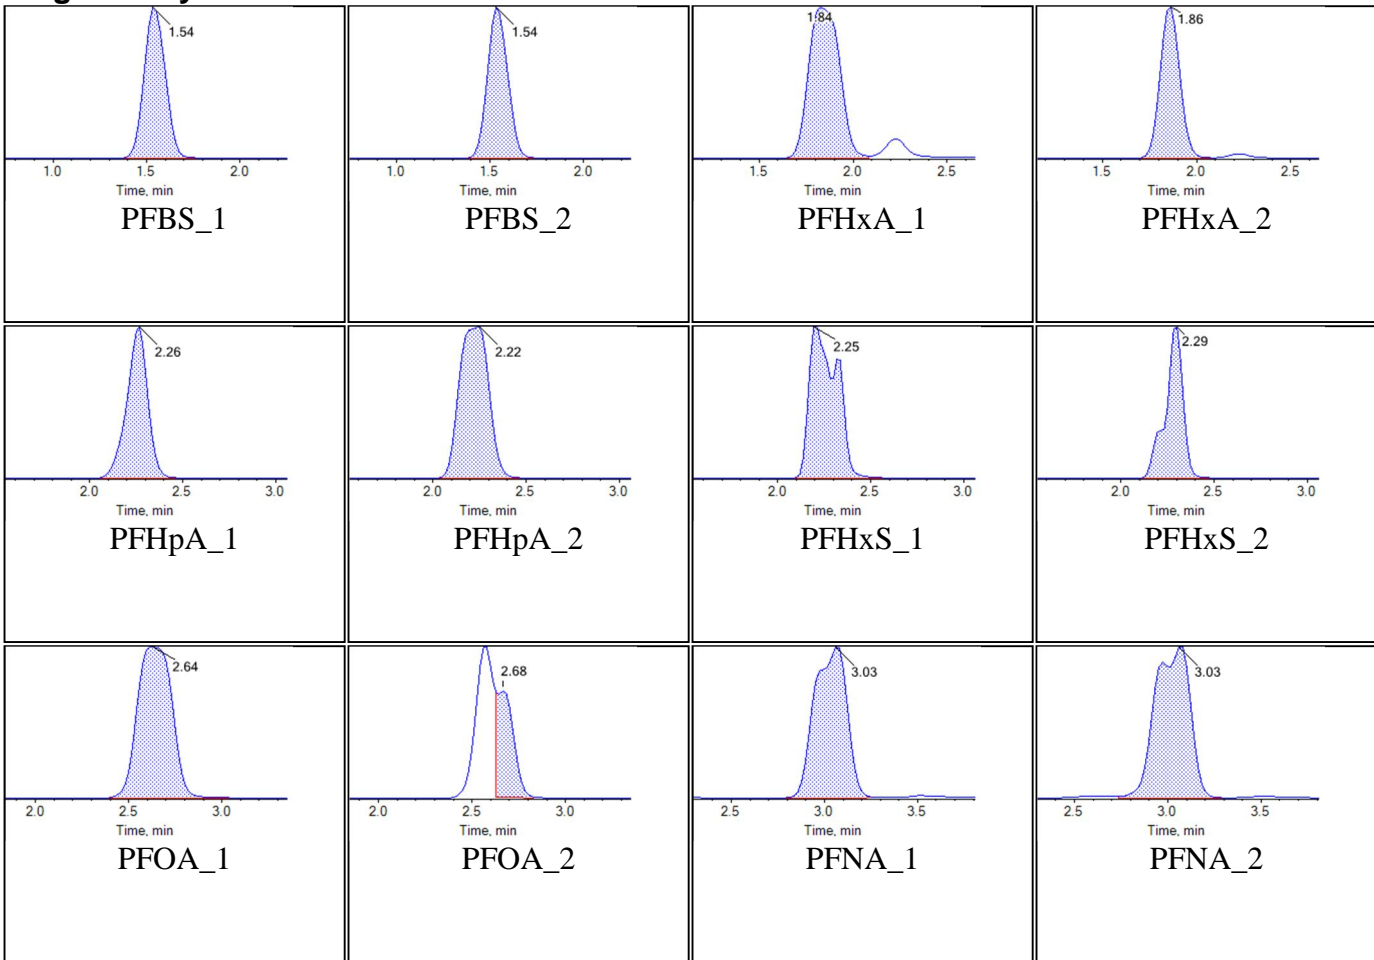 1.54
1.0 1.5 2.0
Time, min
PFBS_1
1.54
1.0 1.5 2.0
Time, min
PFBS_2
1.84
1.5 2.0 2.5
Time, min
PFHxA_1
1.86
1.5 2.0 2.5
Time, min
PFHxA_2
2.26
2.0 2.5 3.0
Time, min
PFHpA_1
2.22
2.0 2.5 3.0
Time, min
PFHpA_2
2.25
2.0 2.5 3.0
Time, min
PFHxS_1
2.29
2.0 2.5 3.0
Time, min
PFHxS_2
2.64
2.0 2.5 3.0
Time, min
PFOA_1
2.68
2.0 2.5 3.0
Time, min
PFOA_2
3.03
2.5 3.0 3.5
Time, min
PFNA_1
3.03
2.5 3.0 3.5
Time, min
PFNA_2